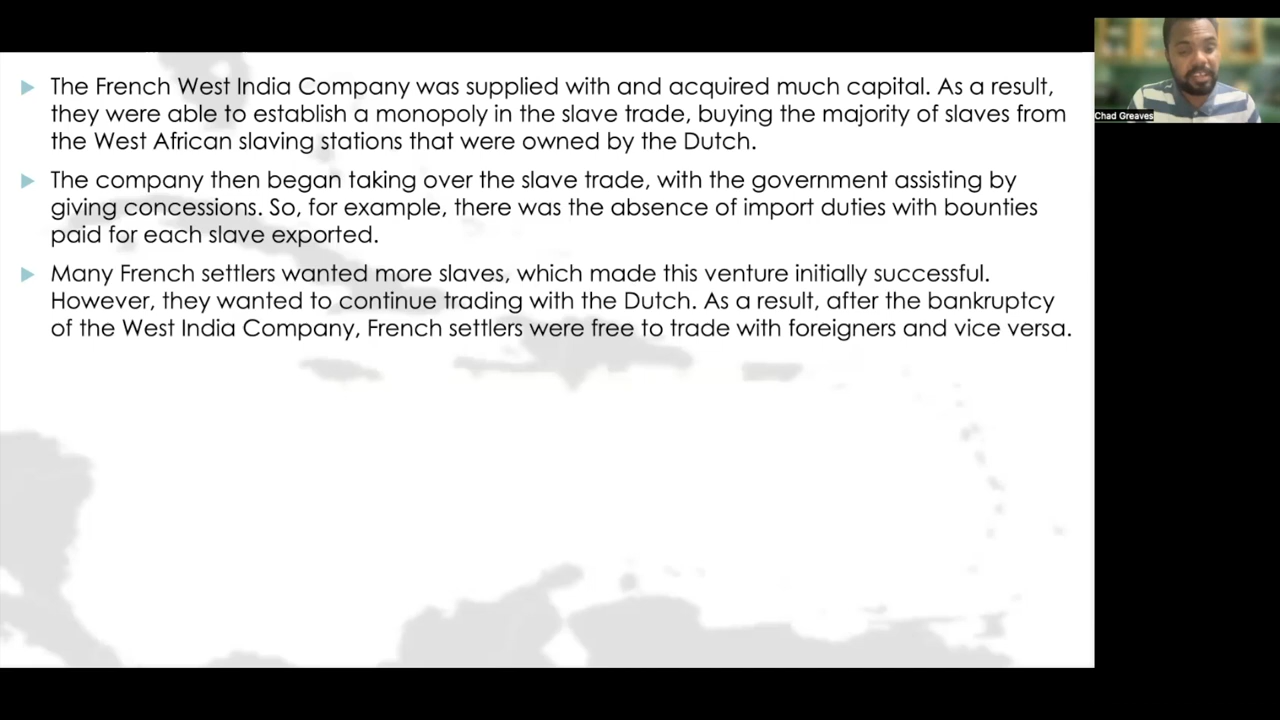 The French West India Company was supplied with and acquired much capital. As a result,
they were able to establish a monopoly in the slave trade, buying the majority of slaves from
the West African slaving stations that were owned by the Dutch.
The company then began taking over the slave trade, with the government assisting by
giving concessions. So, for example, there was the absence of import duties with bounties
paid for each slave exported.
Many French settlers wanted more slaves, which made this venture initially successful.
However, they wanted to continue trading with the Dutch. As a result, after the bankruptcy
of the West India Company, French settlers were free to trade with foreigners and vice versa.
Chad Greaves